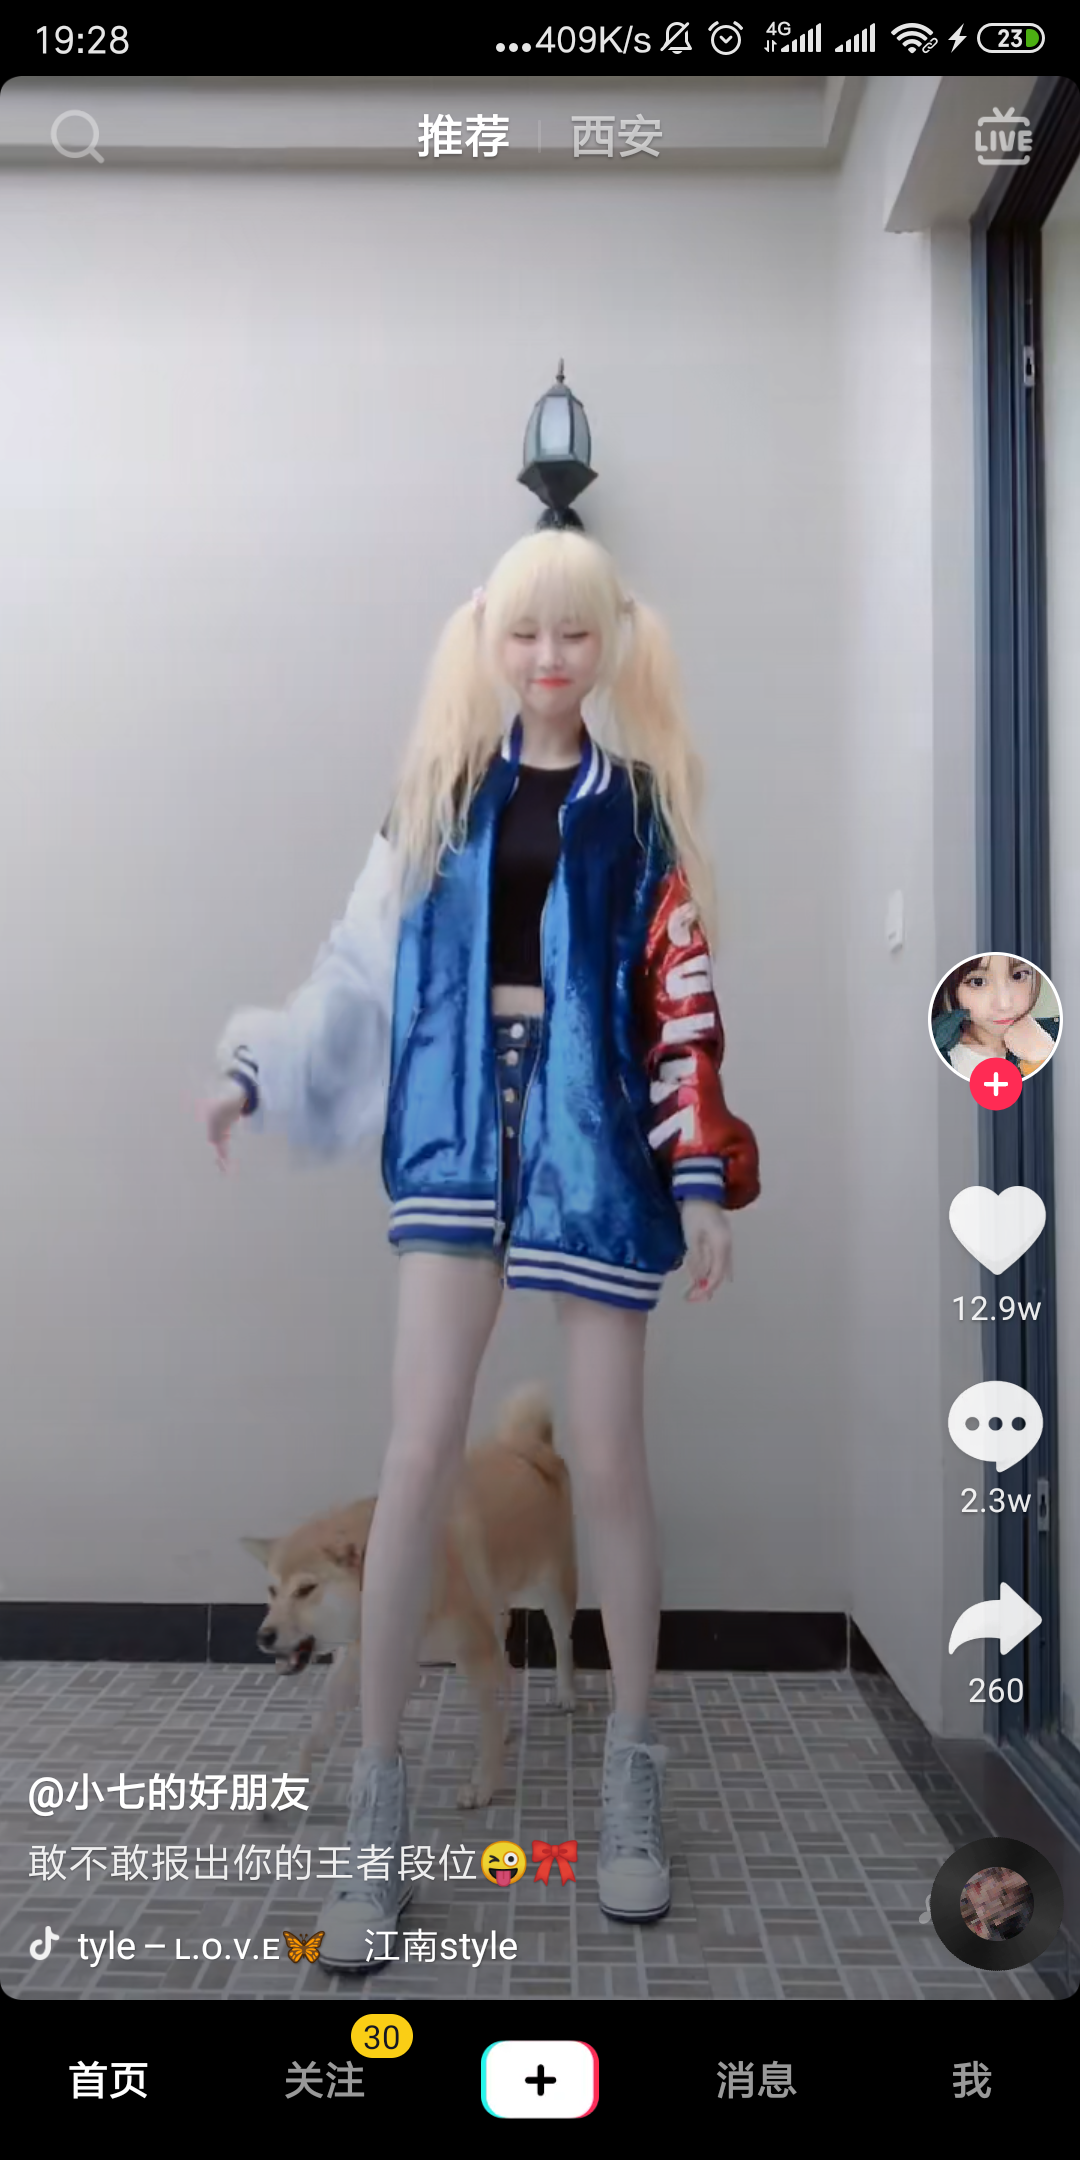 19:28
...409K/s 4G 23
推荐 西安 LIVE
CUIKT
12.9w
2.3w
260
@小七的好朋友
敢不敢报出你的王者段位😜🎀
tyle – L.O.V.E🦋 江南style
30
首页 关注 消息 我